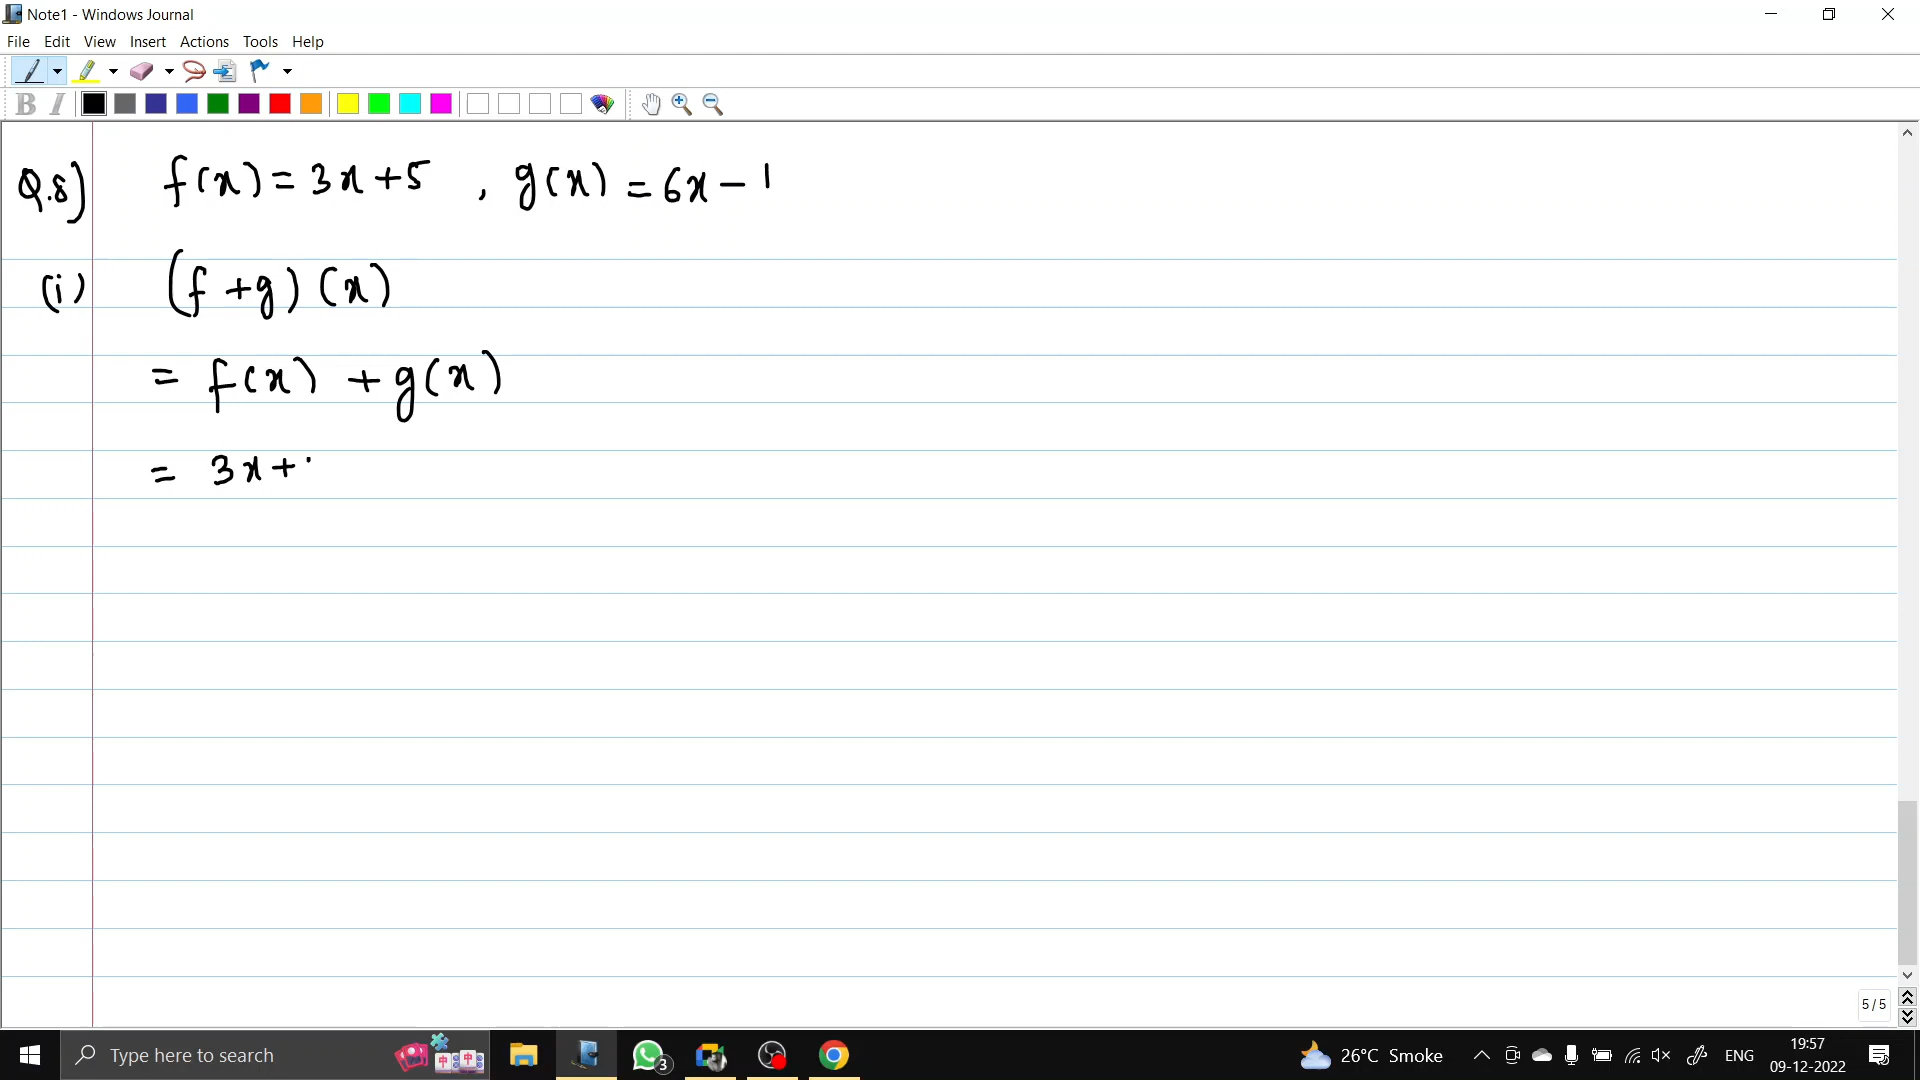 Note1 - Windows Journal
File Edit View Insert Actions Tools Help
B I
Q.8) f(x) = 3x+5 , g(x) = 6x - 1
(i) (f+g)(x)
= f(x) + g(x)
= 3x+
5 / 5
Type here to search
3
26°C Smoke
ENG
19:57
09-12-2022